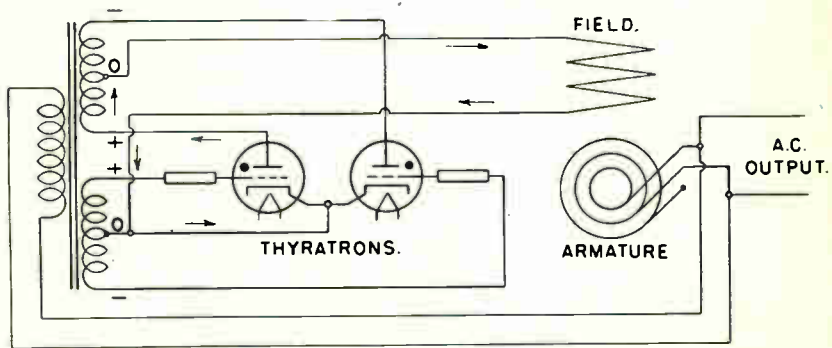 FIELD.
−
O
+
+
O
−
A.C.
OUTPUT.
THYRATRONS.
ARMATURE